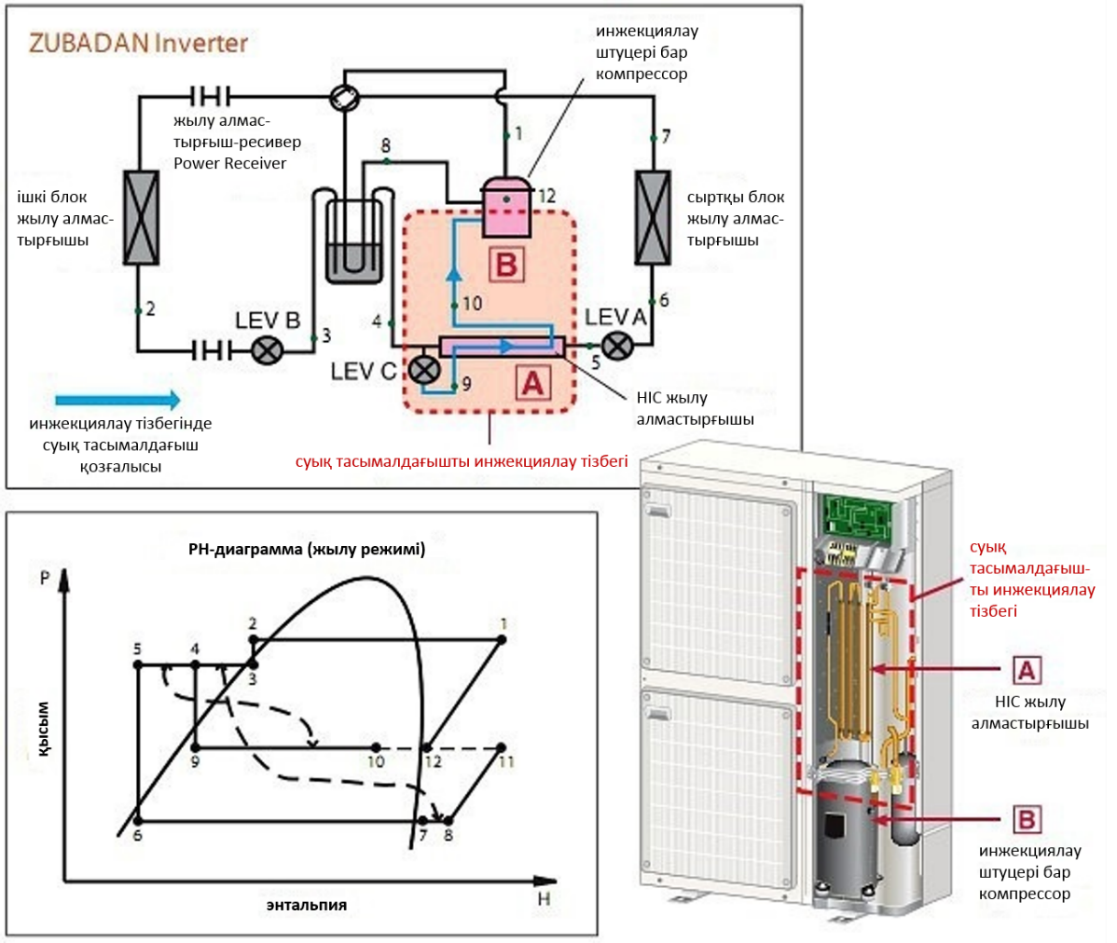 ZUBADAN Inverter
инжекциялау
штуцері бар
компрессор
жылу алмас-
тырғыш-ресивер
Power Receiver
1
7
8
12
ішкі блок
жылу алмас-
тырғышы
сыртқы блок
жылу алмас-
тырғышы
B
2
10
6
LEV B
3
4
LEV A
5
LEV C
9
A
HIC жылу
алмастырғышы
инжекциялау тізбегінде
суық тасымалдағыш
қозғалысы
суық тасымалдағышты инжекциялау тізбегі
PH-диаграмма (жылу режимі)
P
2
1
5
4
3
қысым
9
10
12
11
6
7
8
энтальпия
H
суық
тасымалдағыш-
ты инжекциялау
тізбегі
A
HIC жылу
алмастырғышы
B
инжекциялау
штуцері бар
компрессор